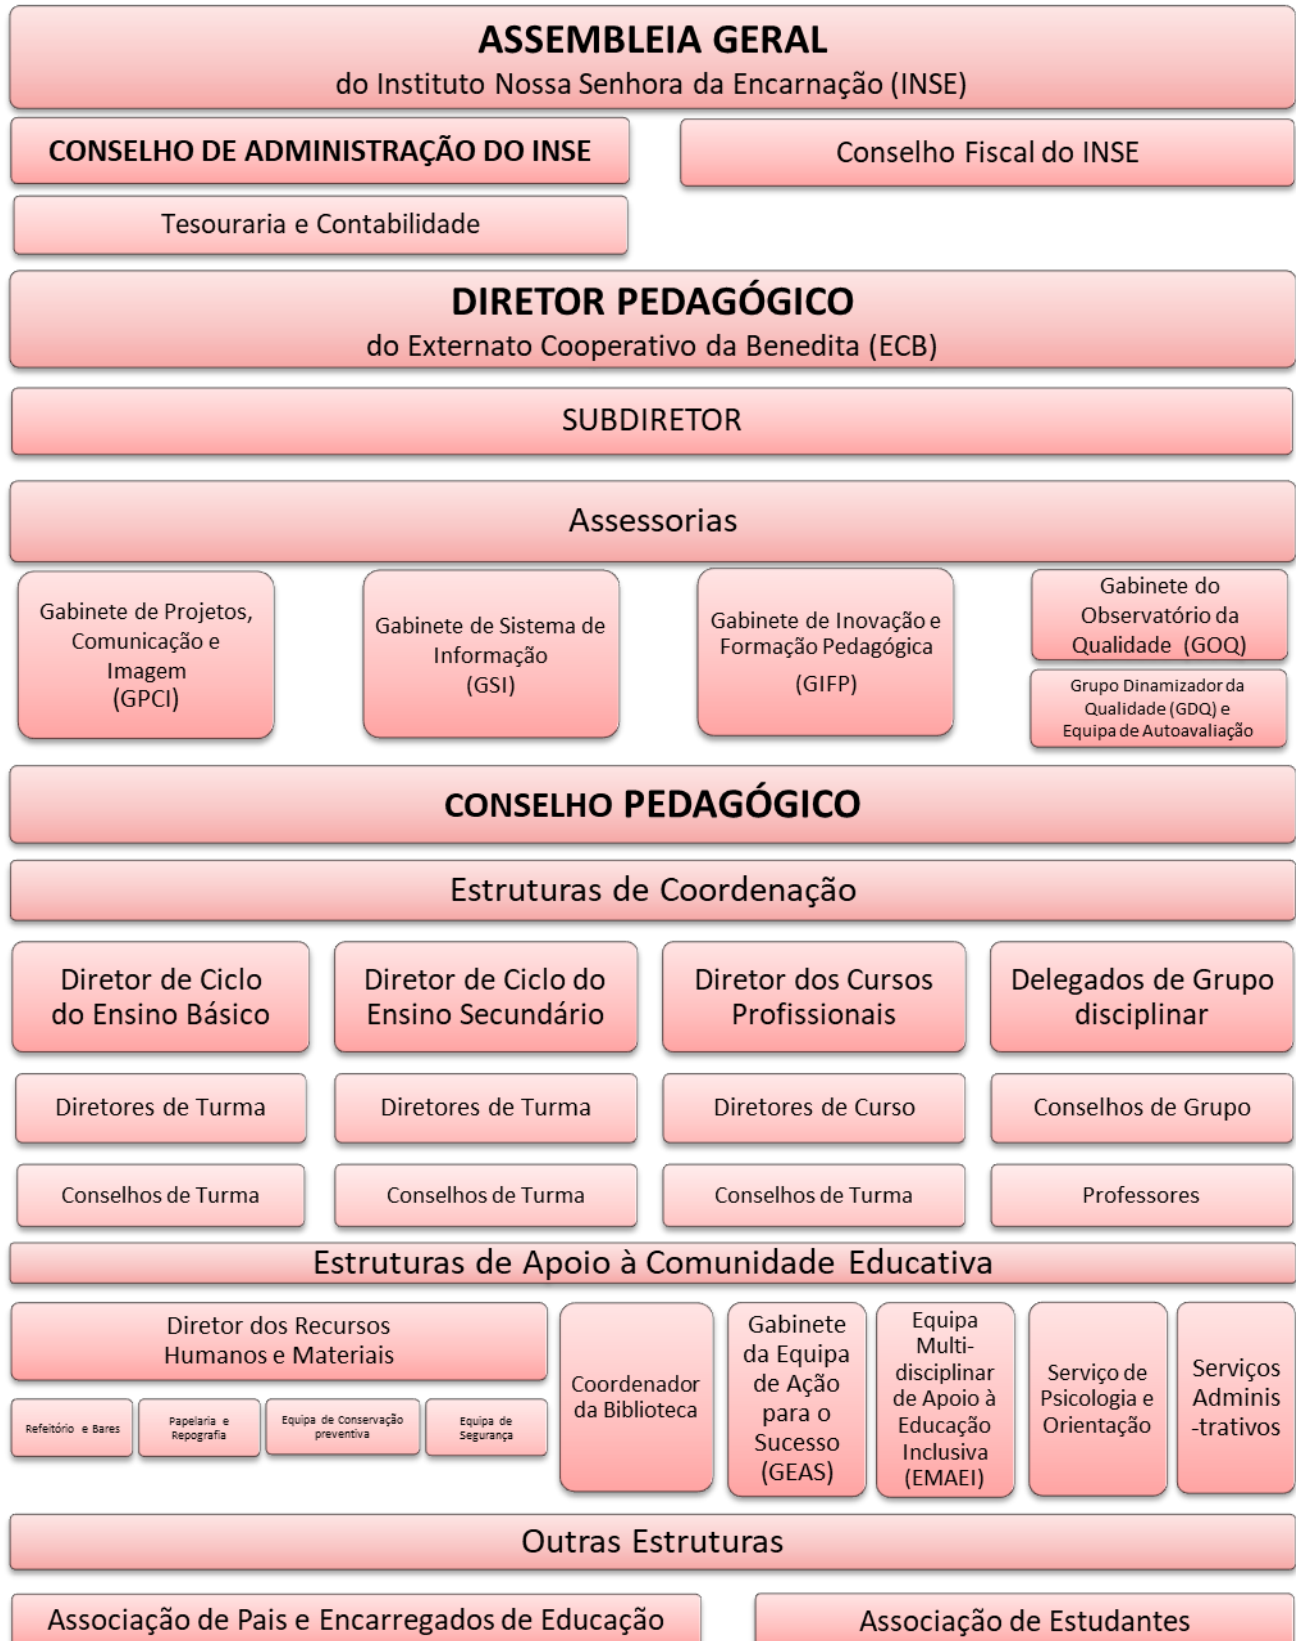 ASSEMBLEIA GERAL
do Instituto Nossa Senhora da Encarnação (INSE)
CONSELHO DE ADMINISTRAÇÃO DO INSE
Conselho Fiscal do INSE
Tesouraria e Contabilidade
DIRETOR PEDAGÓGICO
do Externato Cooperativo da Benedita (ECB)
SUBDIRETOR
Assessorias
Gabinete de Projetos,
Comunicação e
Imagem
(GPCI)
Gabinete de Sistema de
Informação
(GSI)
Gabinete de Inovação e
Formação Pedagógica
(GIFP)
Gabinete do
Observatório da
Qualidade (GOQ)
Grupo Dinamizador da
Qualidade (GDQ) e
Equipa de Autoavaliação
CONSELHO PEDAGÓGICO
Estruturas de Coordenação
Diretor de Ciclo
do Ensino Básico
Diretor de Ciclo do
Ensino Secundário
Diretor dos Cursos
Profissionais
Delegados de Grupo
disciplinar
Diretores de Turma
Diretores de Turma
Diretores de Curso
Conselhos de Grupo
Conselhos de Turma
Conselhos de Turma
Conselhos de Turma
Professores
Estruturas de Apoio à Comunidade Educativa
Diretor dos Recursos
Humanos e Materiais
Refeitório e Bares
Papelaria e
Repografia
Equipa de Conservação
preventiva
Equipa de
Segurança
Coordenador
da Biblioteca
Gabinete
da Equipa
de Ação
para o
Sucesso
(GEAS)
Equipa
Multi-
disciplinar
de Apoio à
Educação
Inclusiva
(EMAEI)
Serviço de
Psicologia e
Orientação
Serviços
Adminis
-trativos
Outras Estruturas
Associação de Pais e Encarregados de Educação
Associação de Estudantes